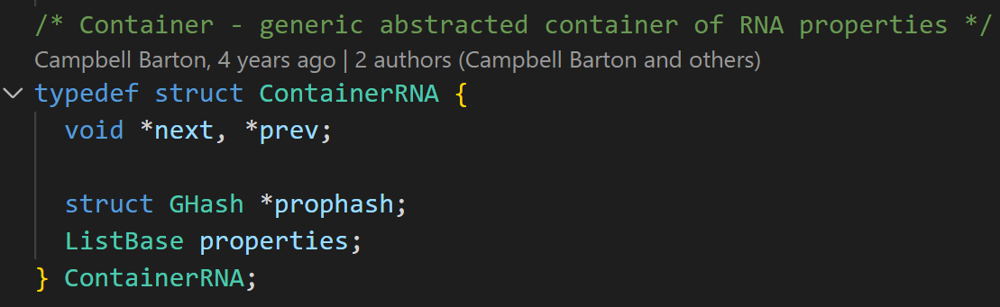 /* Container - generic abstracted container of RNA properties */
Campbell Barton, 4 years ago | 2 authors (Campbell Barton and others)
typedef struct ContainerRNA {
void *next, *prev;
struct GHash *prophash;
ListBase properties;
} ContainerRNA;